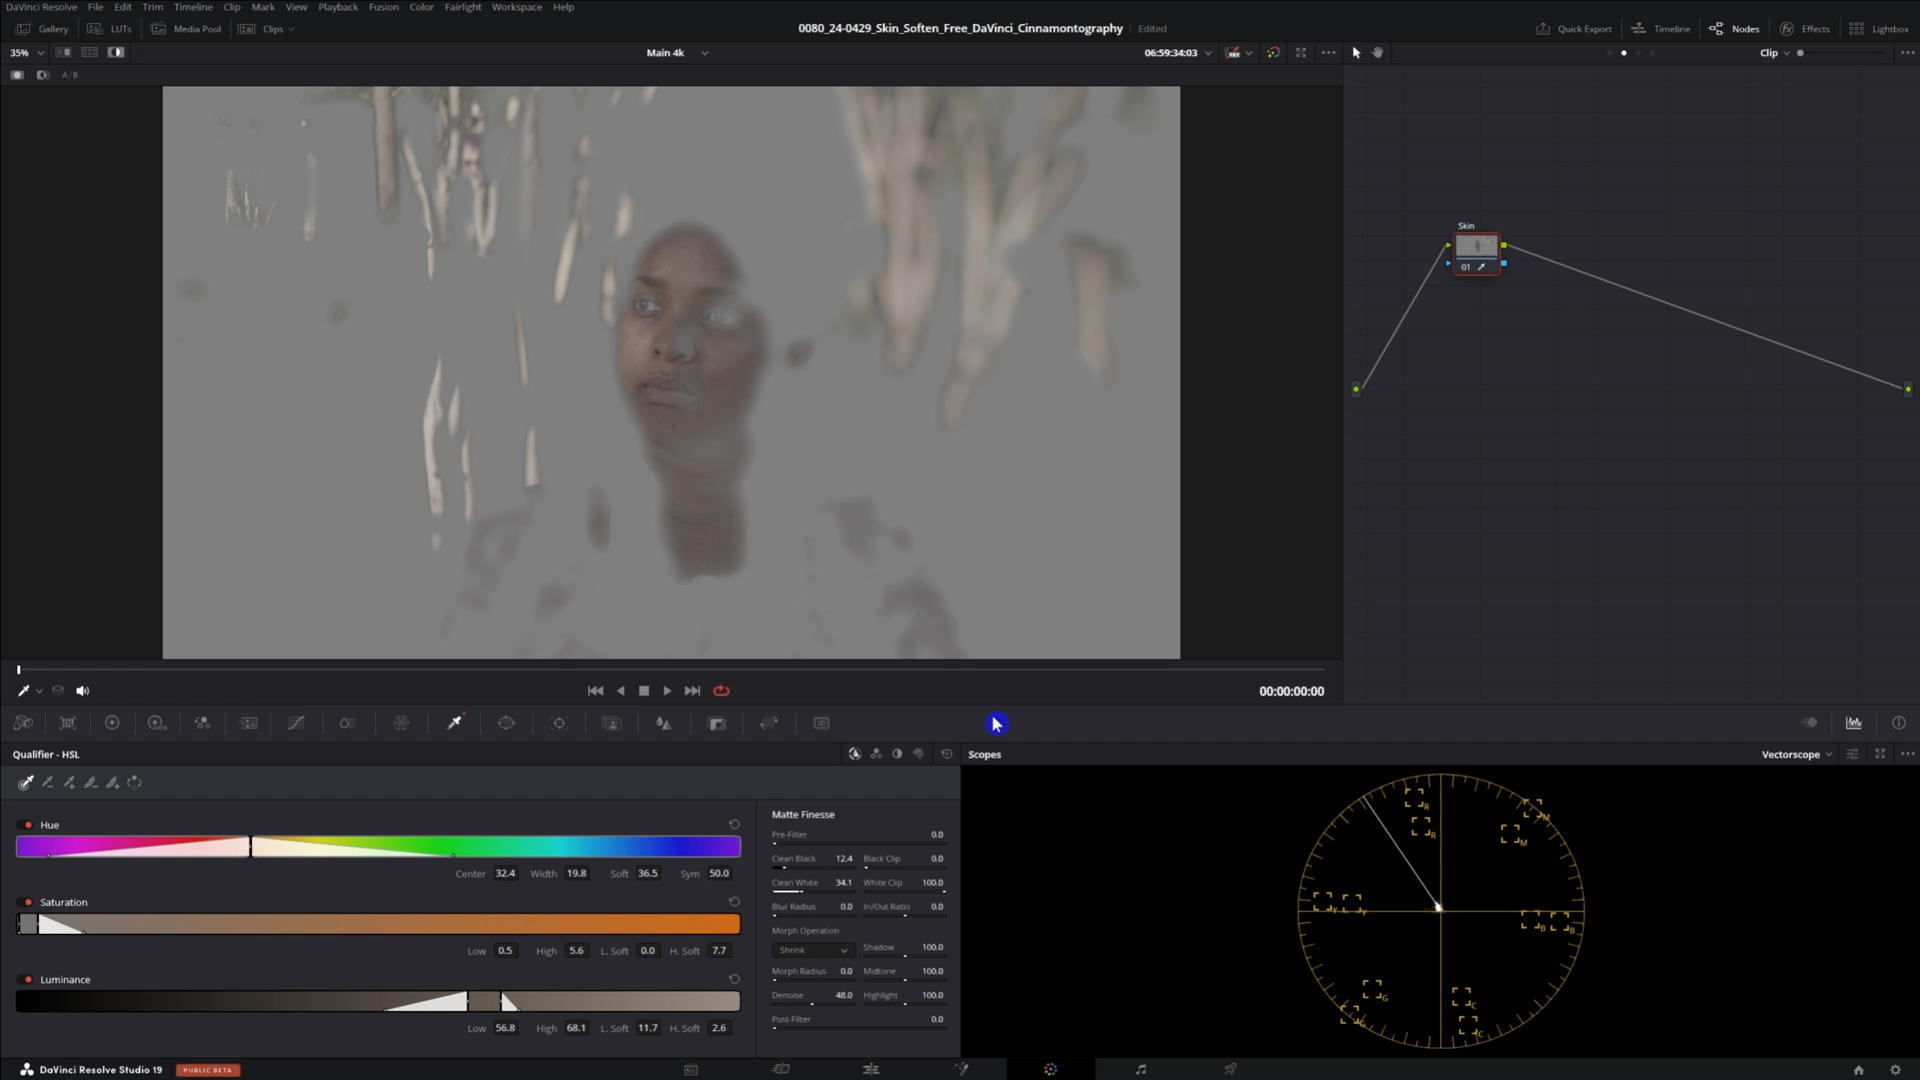 DaVinci Resolve File Edit Trim Timeline Clip Mark View Playback Fusion Color Fairlight Workspace Help
Gallery LUTs Media Pool Clips 0080_24-0429_Skin_Soften_Free_DaVinci_Cinnamontography Edited Quick Export Timeline Nodes Effects Lightbox
35% Main 4k 06:59:34:03 Clip
A/B
Skin
01
00:00:00:00
Qualifier - HSL Scopes Vectorscope
Hue
Center 32.4 Width 19.8 Soft 36.5 Sym 50.0
Saturation
Low 0.5 High 5.6 L. Soft 0.0 H. Soft 7.7
Luminance
Low 56.8 High 68.1 L. Soft 11.7 H. Soft 2.6
Matte Finesse
Pre-Filter 0.0
Clean Black 12.4 Black Clip 0.0
Clean White 34.1 White Clip 100.0
Blur Radius 0.0 In/Out Ratio 0.0
Morph Operation
Shrink Shadow 100.0
Morph Radius 0.0 Midtone 100.0
Denoise 48.0 Highlight 100.0
Post-Filter 0.0
R
M
R
M
Y Y
B B
G
C
G
C
DaVinci Resolve Studio 19 PUBLIC BETA